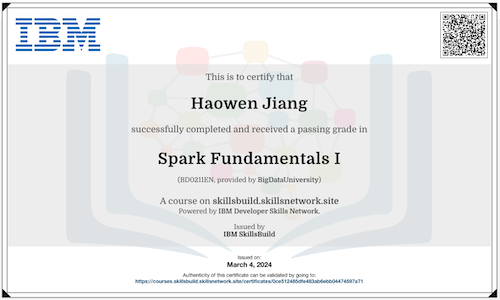 IBM
This is to certify that
Haowen Jiang
successfully completed and received a passing grade in
Spark Fundamentals I
(BD0211EN, provided by BigDataUniversity)
A course on skillsbuild.skillsnetwork.site
Powered by IBM Developer Skills Network.
Issued by
IBM SkillsBuild
Issued on:
March 4, 2024
Authenticity of this certificate can be validated by going to:
https://courses.skillsbuild.skillsnetwork.site/certificates/0ce512485dfe483ab6ebb04474597a71